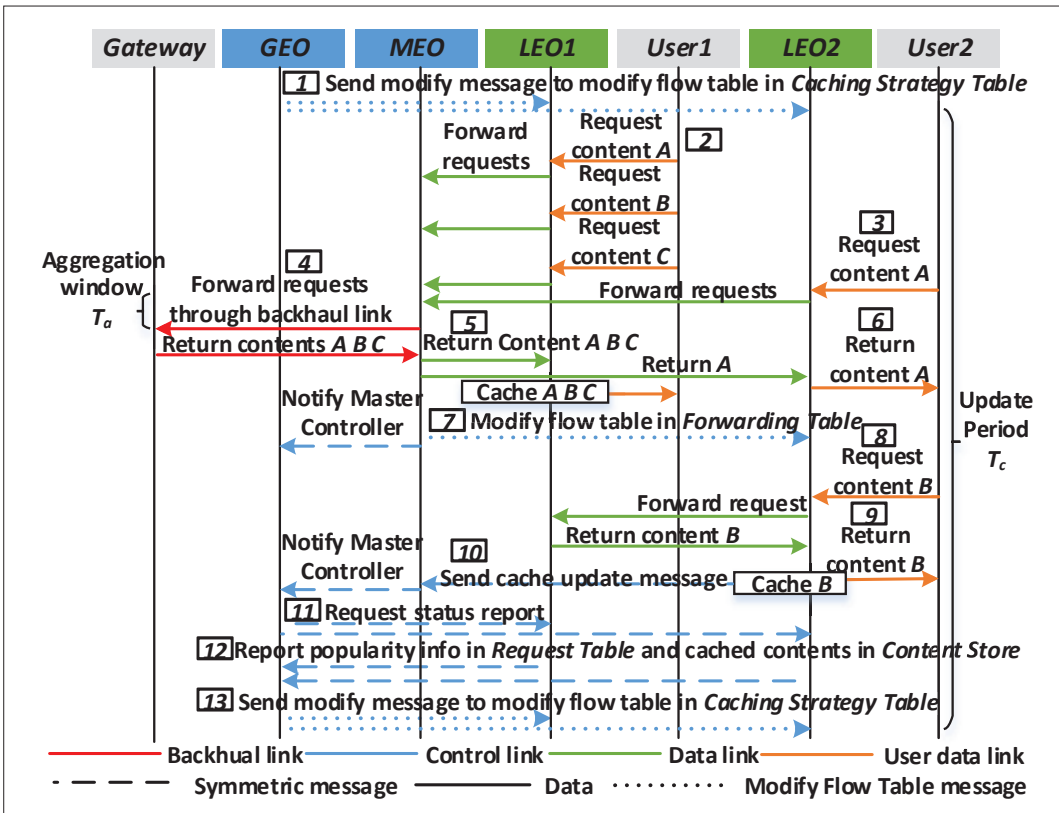 Gateway GEO MEO LEO1 User1 LEO2 User2
1 Send modify message to modify flow table in Caching Strategy Table
Forward
requests
Request
content A
2
Request
content B
Request
content C
3
Request
content A
Aggregation
window
Ta
4
Forward requests
through backhaul link
Forward requests
Return contents A B C
5
Return Content A B C
6
Return
content A
Return A
Cache A B C
Notify Master
Controller
7 Modify flow table in Forwarding Table
Update
Period
Tc
8
Request
content B
Forward request
9
Return content B
Return
content B
Notify Master
Controller
10
Send cache update message
Cache B
11 Request status report
12 Report popularity info in Request Table and cached contents in Content Store
13 Send modify message to modify flow table in Caching Strategy Table
Backhual link Control link Data link User data link
Symmetric message Data Modify Flow Table message